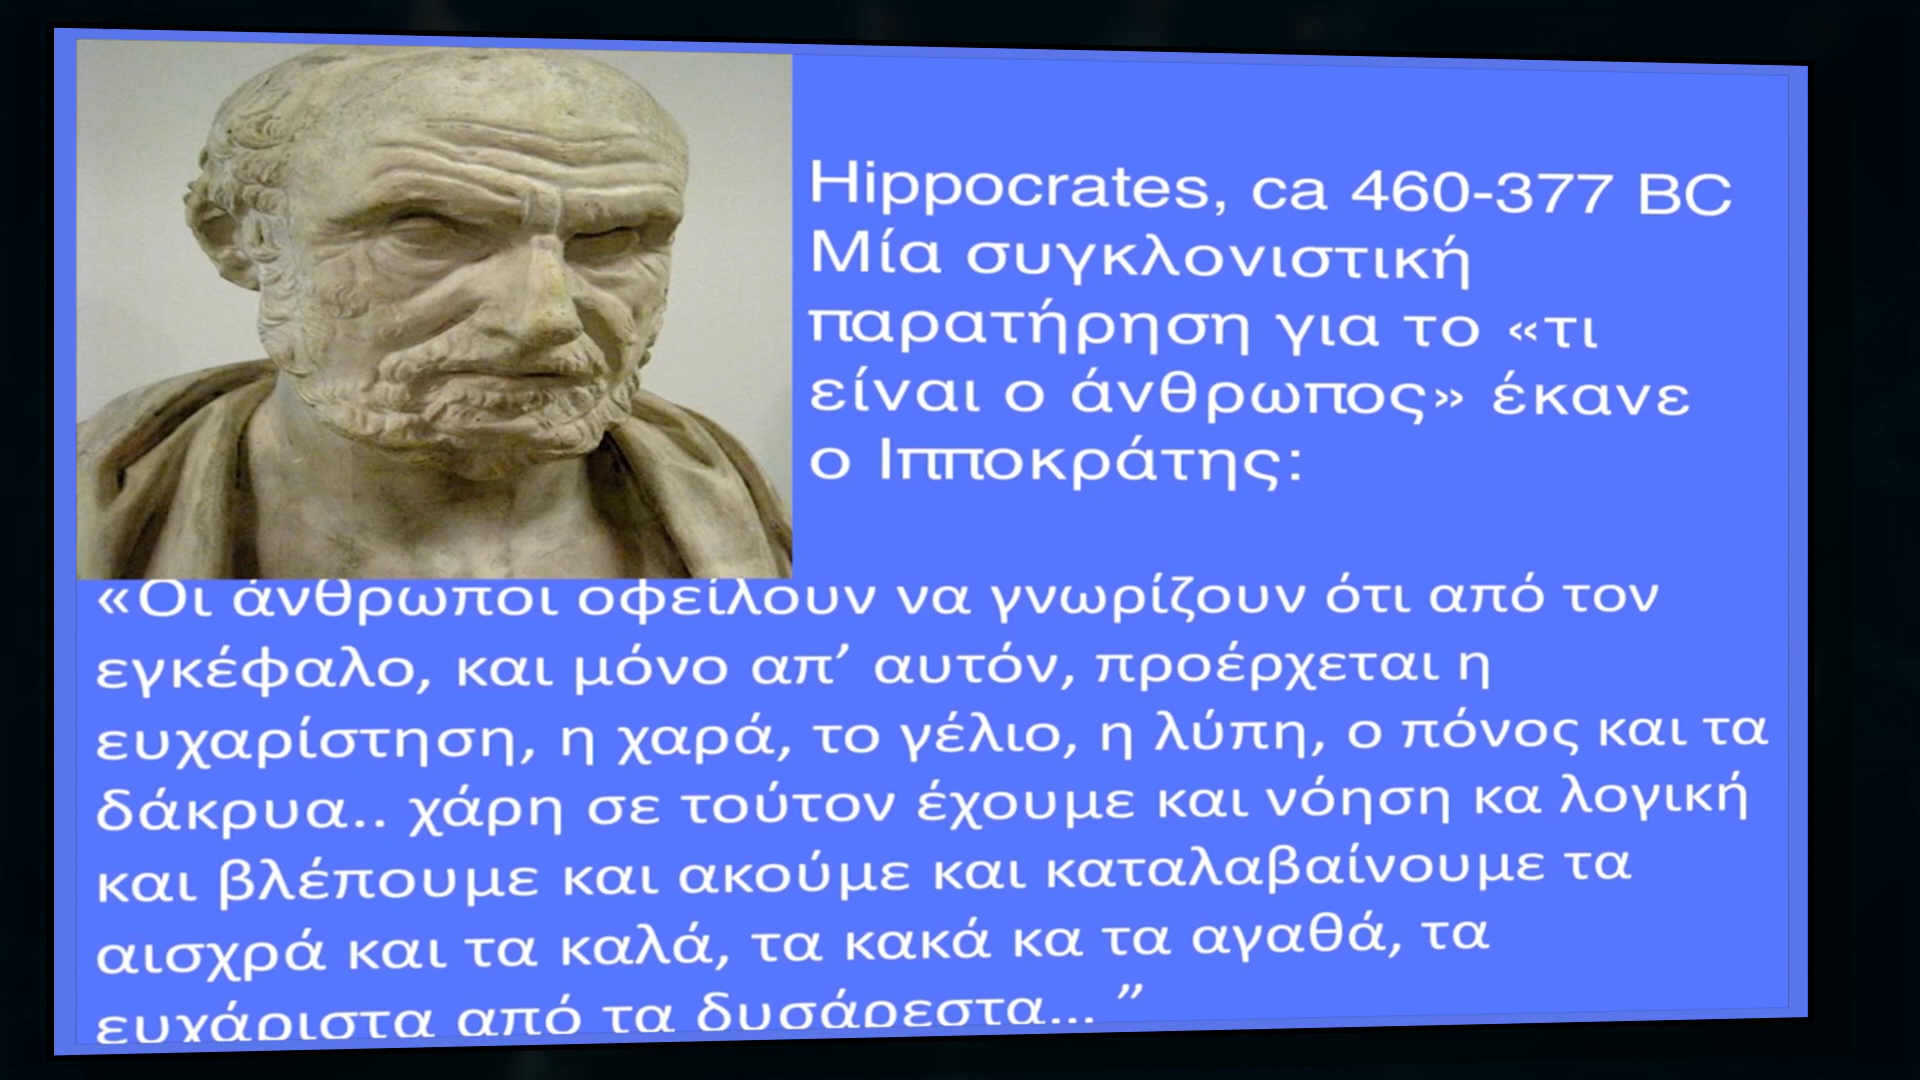 Hippocrates, ca 460-377 BC
Μία συγκλονιστική
παρατήρηση για το «τι
είναι ο άνθρωπος» έκανε
ο Ιπποκράτης:
«Οι άνθρωποι οφείλουν να γνωρίζουν ότι από τον
εγκέφαλο, και μόνο απ’ αυτόν, προέρχεται η
ευχαρίστηση, η χαρά, το γέλιο, η λύπη, ο πόνος και τα
δάκρυα.. χάρη σε τούτον έχουμε και νόηση κα λογική
και βλέπουμε και ακούμε και καταλαβαίνουμε τα
αισχρά και τα καλά, τα κακά κα τα αγαθά, τα
ευχάριστα από τα δυσάρεστα...”